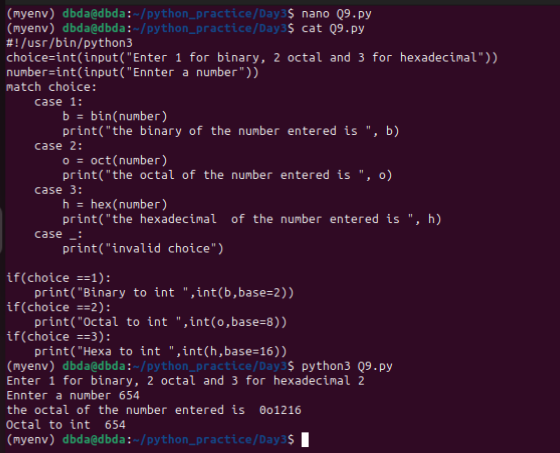 (myenv) dbda@dbda:~/python_practice/Day3$ nano Q9.py
(myenv) dbda@dbda:~/python_practice/Day3$ cat Q9.py
#!/usr/bin/python3
choice=int(input("Enter 1 for binary, 2 octal and 3 for hexadecimal"))
number=int(input("Ennter a number"))
match choice:
    case 1:
        b = bin(number)
        print("the binary of the number entered is ", b)
    case 2:
        o = oct(number)
        print("the octal of the number entered is ", o)
    case 3:
        h = hex(number)
        print("the hexadecimal  of the number entered is ", h)
    case _:
        print("invalid choice")

if(choice ==1):
    print("Binary to int ",int(b,base=2))
if(choice ==2):
    print("Octal to int ",int(o,base=8))
if(choice ==3):
    print("Hexa to int ",int(h,base=16))
(myenv) dbda@dbda:~/python_practice/Day3$ python3 Q9.py
Enter 1 for binary, 2 octal and 3 for hexadecimal 2
Ennter a number 654
the octal of the number entered is  0o1216
Octal to int  654
(myenv) dbda@dbda:~/python_practice/Day3$